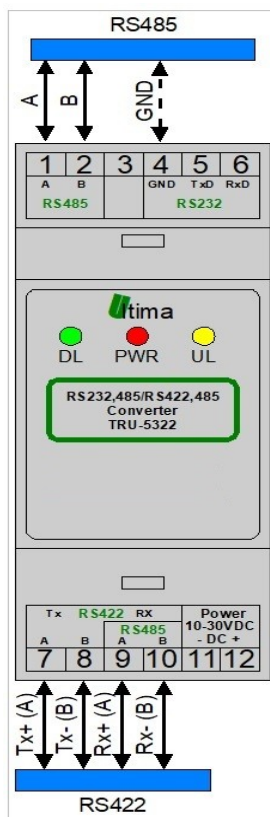 RS485
A B GND
1 2 3 4 5 6
A B GND TxD RxD
RS485 RS232
Ultima
DL PWR UL
RS232,485/RS422,485
Converter
TRU-5322
Tx RS422 RX Power
RS485 10-30VDC
A B A B - DC +
7 8 9 10 11 12
Tx+ (A) Tx- (B) Rx+ (A) Rx- (B)
RS422